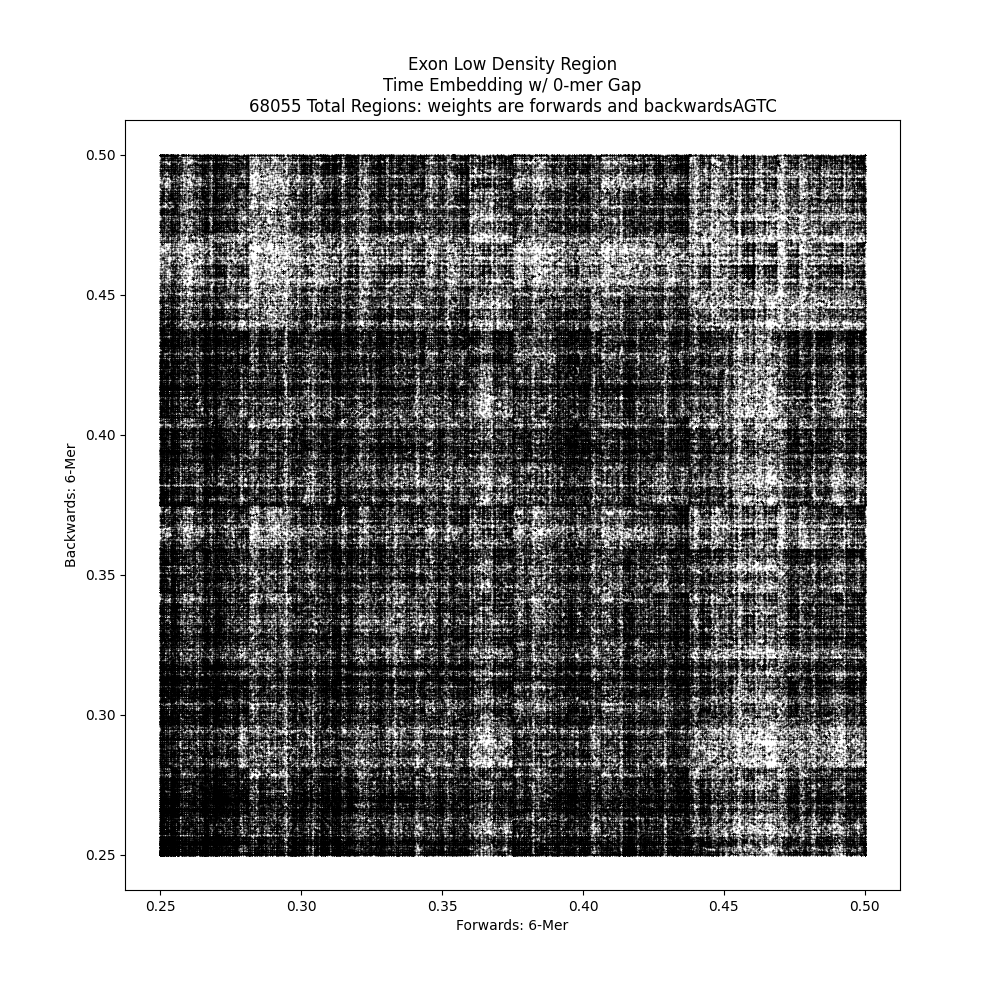 Exon Low Density Region
Time Embedding w/ 0-mer Gap
68055 Total Regions: weights are forwards and backwardsAGTC
0.50
0.45
0.40
0.35
0.30
0.25
Backwards: 6-Mer
0.25 0.30 0.35 0.40 0.45 0.50
Forwards: 6-Mer